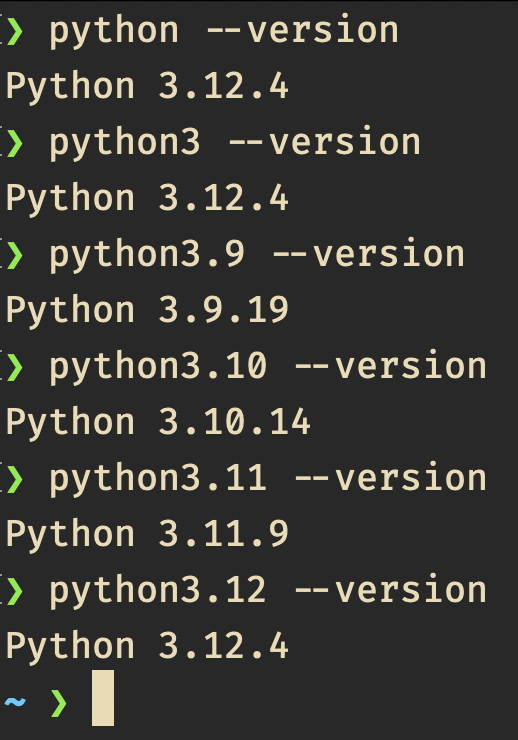 ❯ python --version
Python 3.12.4
❯ python3 --version
Python 3.12.4
❯ python3.9 --version
Python 3.9.19
❯ python3.10 --version
Python 3.10.14
❯ python3.11 --version
Python 3.11.9
❯ python3.12 --version
Python 3.12.4
~ ❯